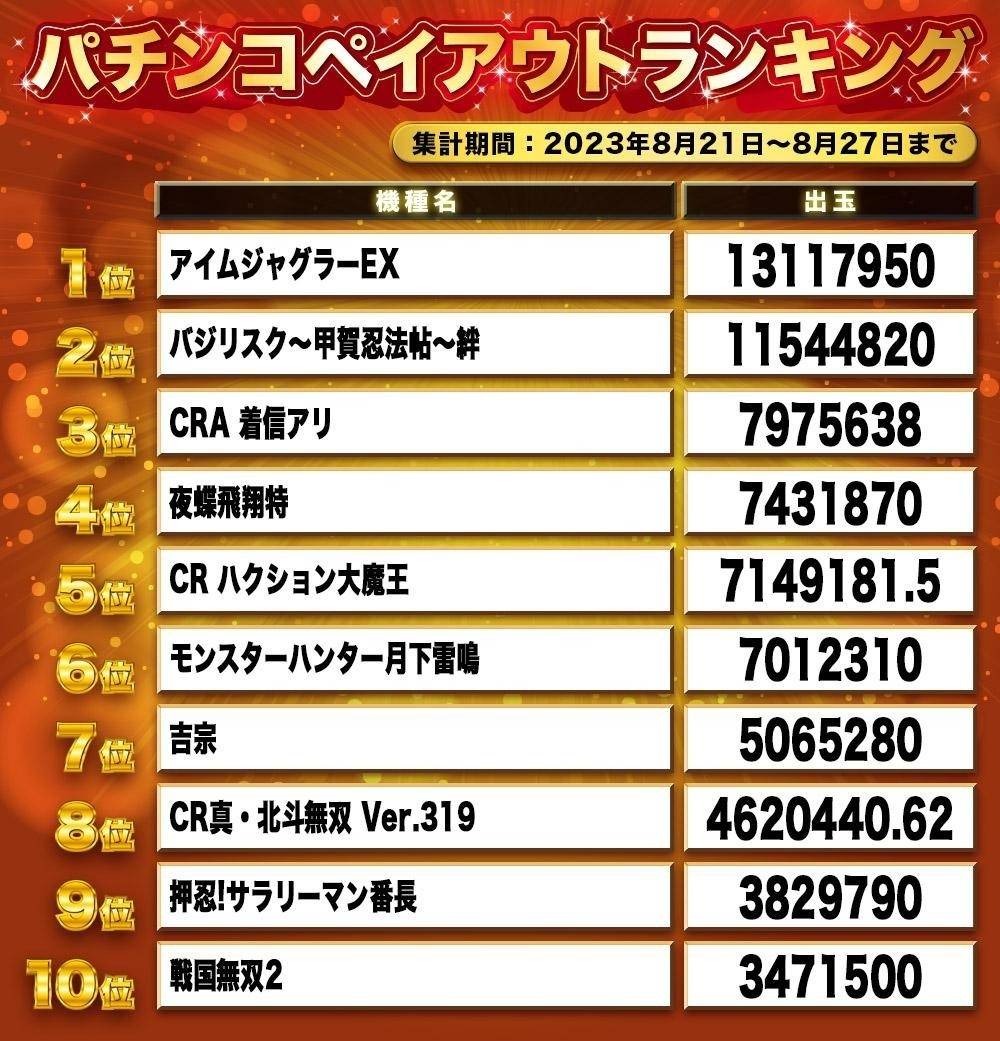 パチンコペイアウトランキング
集計期間：2023年8月21日〜8月27日まで
機種名 出玉
1位 アイムジャグラーEX 13117950
2位 バジリスク〜甲賀忍法帖〜絆 11544820
3位 CRA 着信アリ 7975638
4位 夜蝶飛翔特 7431870
5位 CR ハクション大魔王 7149181.5
6位 モンスターハンター月下雷鳴 7012310
7位 吉宗 5065280
8位 CR真・北斗無双 Ver.319 4620440.62
9位 押忍!サラリーマン番長 3829790
10位 戦国無双2 3471500